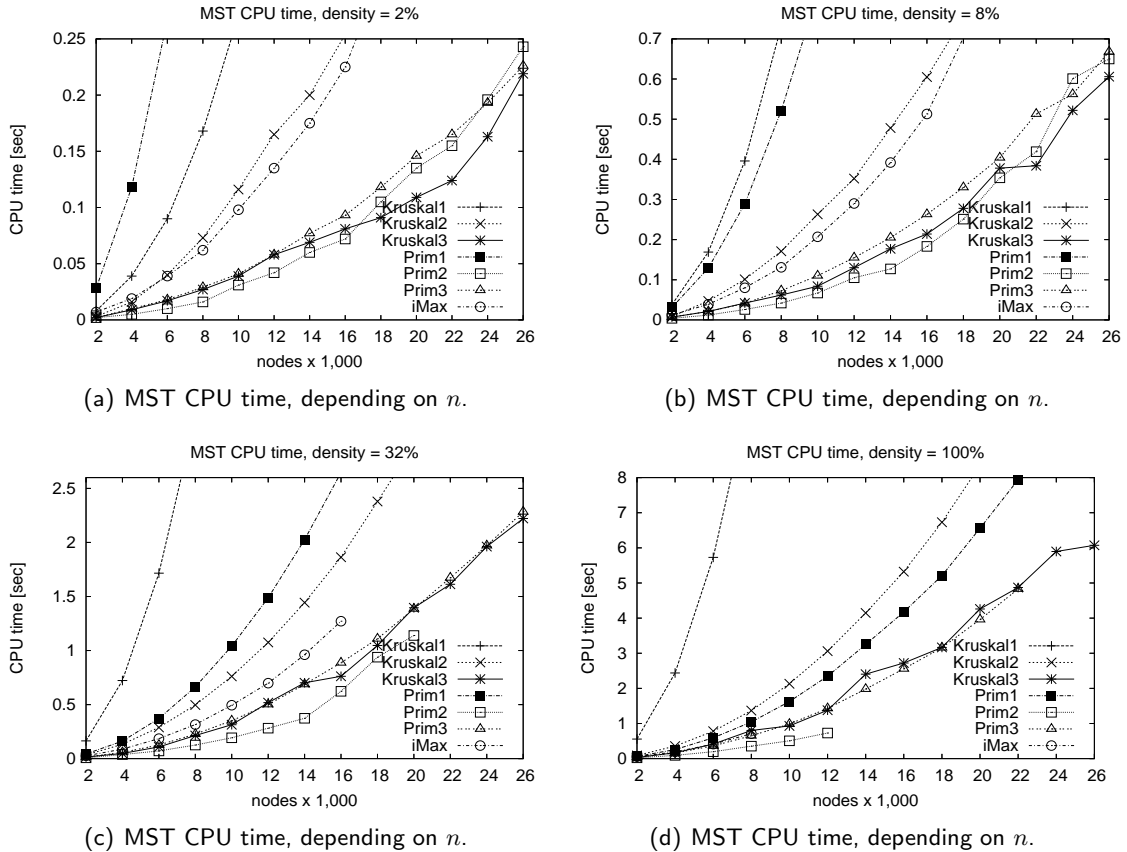 MST CPU time, density = 2%
CPU time [sec]
0.25
0.2
0.15
0.1
0.05
0
2 4 6 8 10 12 14 16 18 20 22 24 26
nodes x 1,000
Kruskal1
Kruskal2
Kruskal3
Prim1
Prim2
Prim3
iMax
(a) MST CPU time, depending on n.
MST CPU time, density = 8%
CPU time [sec]
0.7
0.6
0.5
0.4
0.3
0.2
0.1
0
2 4 6 8 10 12 14 16 18 20 22 24 26
nodes x 1,000
Kruskal1
Kruskal2
Kruskal3
Prim1
Prim2
Prim3
iMax
(b) MST CPU time, depending on n.
MST CPU time, density = 32%
CPU time [sec]
2.5
2
1.5
1
0.5
0
2 4 6 8 10 12 14 16 18 20 22 24 26
nodes x 1,000
Kruskal1
Kruskal2
Kruskal3
Prim1
Prim2
Prim3
iMax
(c) MST CPU time, depending on n.
MST CPU time, density = 100%
CPU time [sec]
8
7
6
5
4
3
2
1
0
2 4 6 8 10 12 14 16 18 20 22 24 26
nodes x 1,000
Kruskal1
Kruskal2
Kruskal3
Prim1
Prim2
Prim3
iMax
(d) MST CPU time, depending on n.